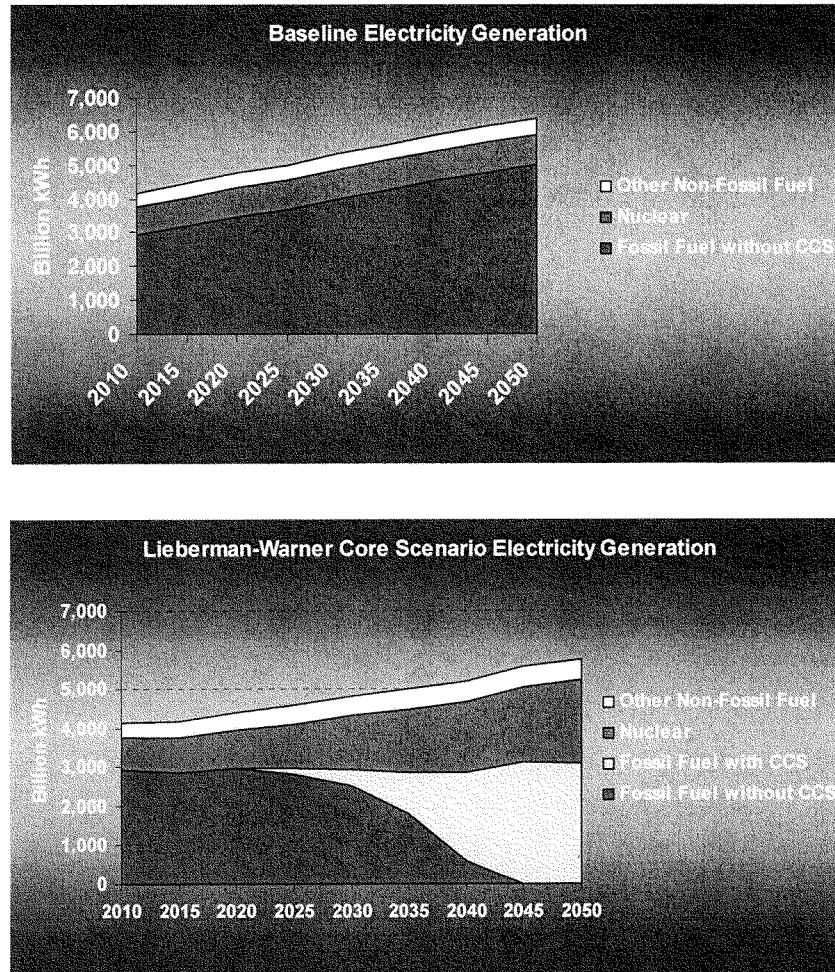 Baseline Electricity Generation
7,000
6,000
5,000
4,000
3,000
2,000
1,000
0
Billion kWh
2010 2015 2020 2025 2030 2035 2040 2045 2050
Other Non-Fossil Fuel
Nuclear
Fossil Fuel without CCS
Lieberman-Warner Core Scenario Electricity Generation
7,000
6,000
5,000
4,000
3,000
2,000
1,000
0
Billion kWh
2010 2015 2020 2025 2030 2035 2040 2045 2050
Other Non-Fossil Fuel
Nuclear
Fossil Fuel with CCS
Fossil Fuel without CCS